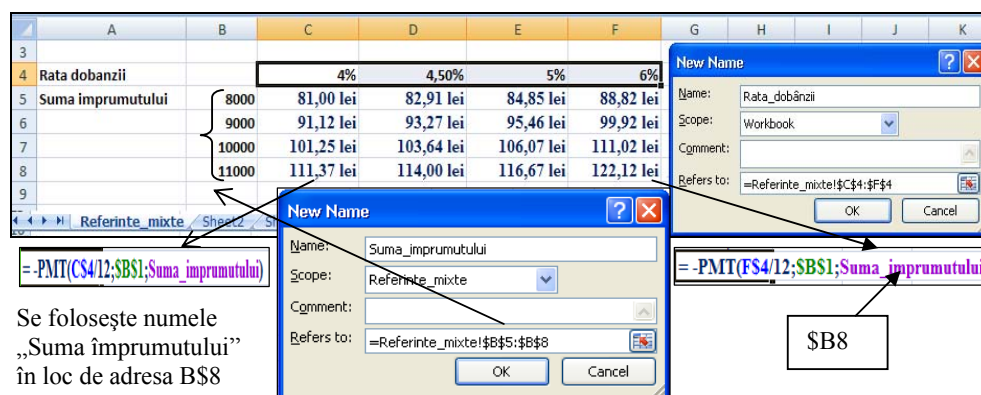 A B C D E F G H I J K
3
4 Rata dobanzii 4% 4,50% 5% 6%
5 Suma imprumutului 8000 81,00 lei 82,91 lei 84,85 lei 88,82 lei
6 9000 91,12 lei 93,27 lei 95,46 lei 99,92 lei
7 10000 101,25 lei 103,64 lei 106,07 lei 111,02 lei
8 11000 111,37 lei 114,00 lei 116,67 lei 122,12 lei
9
Referinte_mixte Sheet2
New Name
Name: Rata_dobânzii
Scope: Workbook
Comment:
Refers to: =Referinte_mixte!$C$4:$F$4
OK Cancel
New Name
Name: Suma_imprumutului
Scope: Referinte_mixte
Comment:
Refers to: =Referinte_mixte!$B$5:$B$8
OK Cancel
= -PMT(C$4/12;$B$1;Suma_imprumutului)
= -PMT(F$4/12;$B$1;Suma_imprumutului
$B8
Se foloseşte numele
„Suma împrumutului”
în loc de adresa B$8